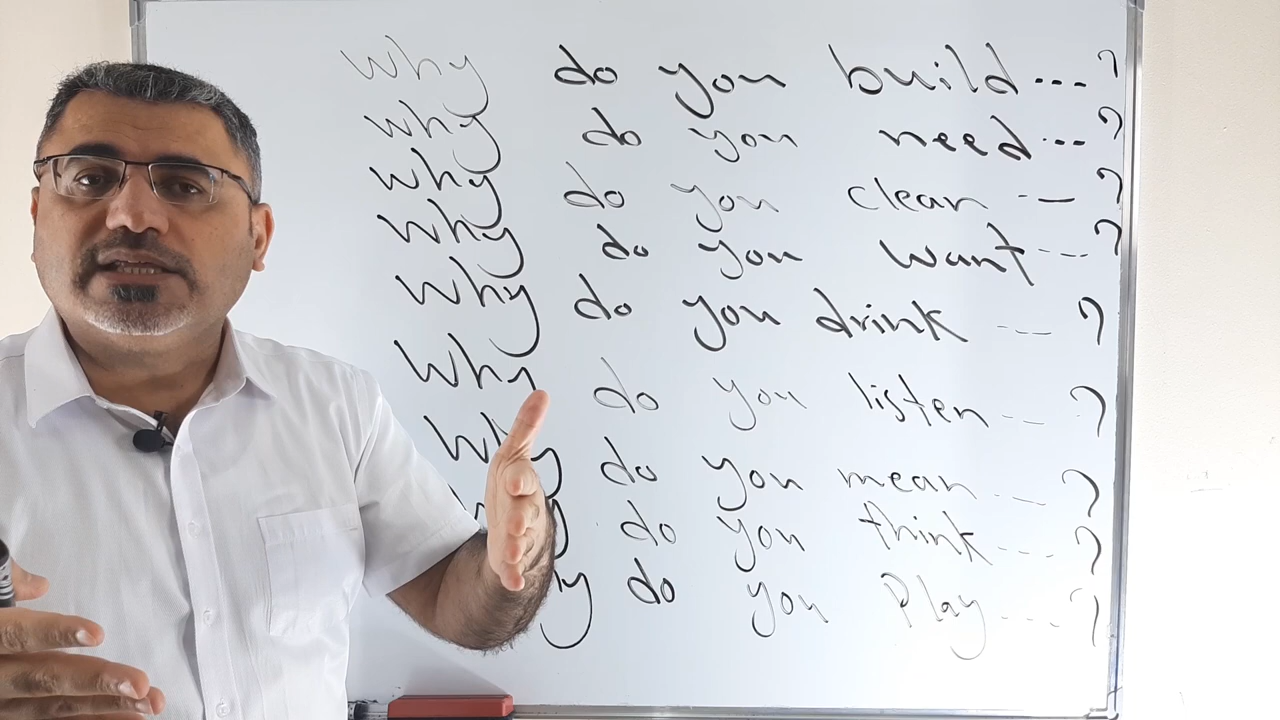 Why do you build ...?
Why do you need ...?
Why do you clean ...?
Why do you want ...?
Why do you drink ...?
Why do you listen ...?
Why do you mean ...?
do you think ...?
do you Play ...?